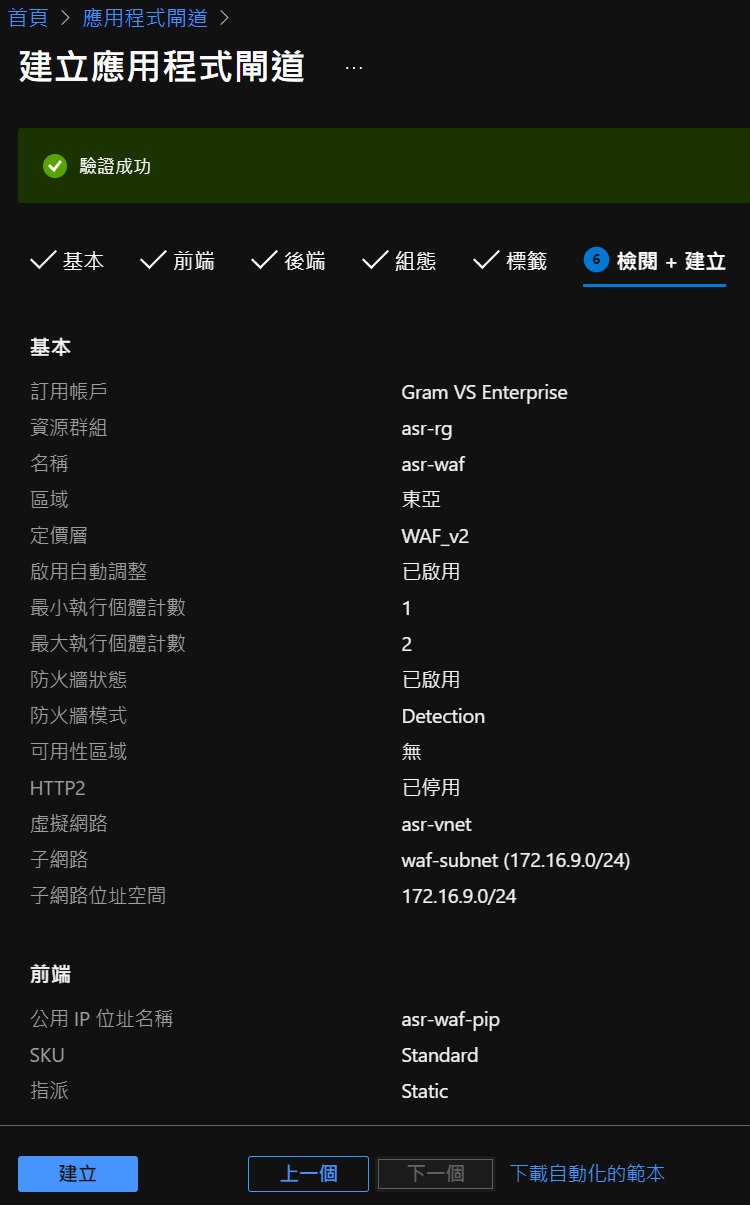 首頁 > 應用程式閘道 >
建立應用程式閘道 ...
驗證成功
基本 前端 後端 組態 標籤 6 檢閱 + 建立
基本
訂用帳戶 Gram VS Enterprise
資源群組 asr-rg
名稱 asr-waf
區域 東亞
定價層 WAF_v2
啟用自動調整 已啟用
最小執行個體計數 1
最大執行個體計數 2
防火牆狀態 已啟用
防火牆模式 Detection
可用性區域 無
HTTP2 已停用
虛擬網路 asr-vnet
子網路 waf-subnet (172.16.9.0/24)
子網路位址空間 172.16.9.0/24
前端
公用 IP 位址名稱 asr-waf-pip
SKU Standard
指派 Static
建立 上一個 下一個 下載自動化的範本